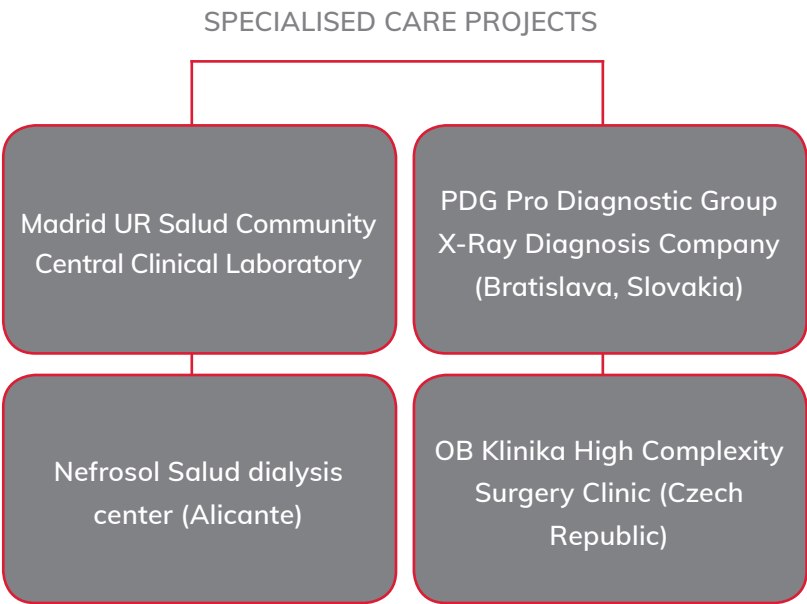 SPECIALISED CARE PROJECTS
Madrid UR Salud Community
Central Clinical Laboratory
PDG Pro Diagnostic Group
X-Ray Diagnosis Company
(Bratislava, Slovakia)
Nefrosol Salud dialysis
center (Alicante)
OB Klinika High Complexity
Surgery Clinic (Czech
Republic)